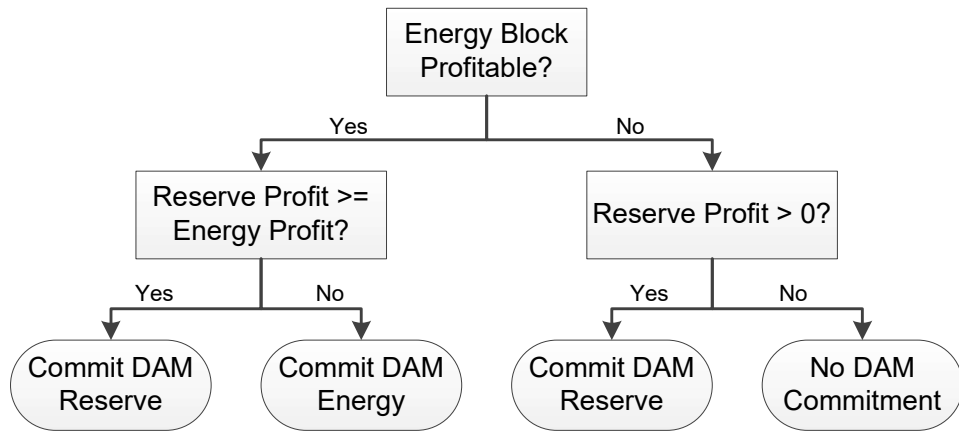 Energy Block
Profitable?
Yes
No
Reserve Profit >=
Energy Profit?
Reserve Profit > 0?
Yes
No
Yes
No
Commit DAM
Reserve
Commit DAM
Energy
Commit DAM
Reserve
No DAM
Commitment